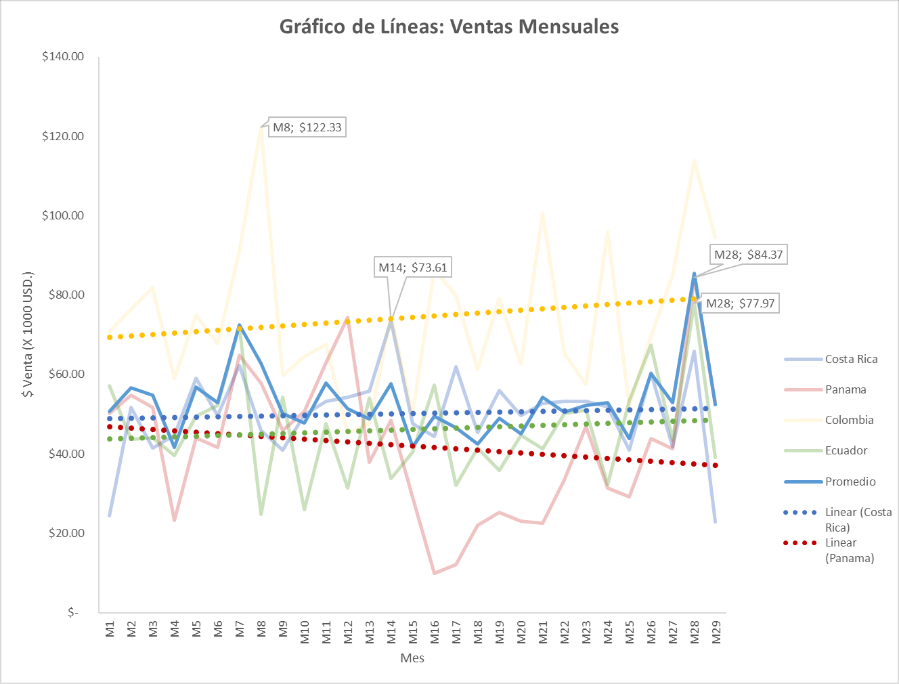 Gráfico de Líneas: Ventas Mensuales
$140.00
$120.00
$100.00
$80.00
$60.00
$40.00
$20.00
$-
$ Venta (X 1000 USD.)
M8; $122.33
M14; $73.61
M28; $84.37
M28; $77.97
Costa Rica
Panama
Colombia
Ecuador
Promedio
Linear (Costa
Rica)
Linear
(Panama)
M1
M2
M3
M4
M5
M6
M7
M8
M9
M10
M11
M12
M13
M14
M15
M16
M17
M18
M19
M20
M21
M22
M23
M24
M25
M26
M27
M28
M29
Mes